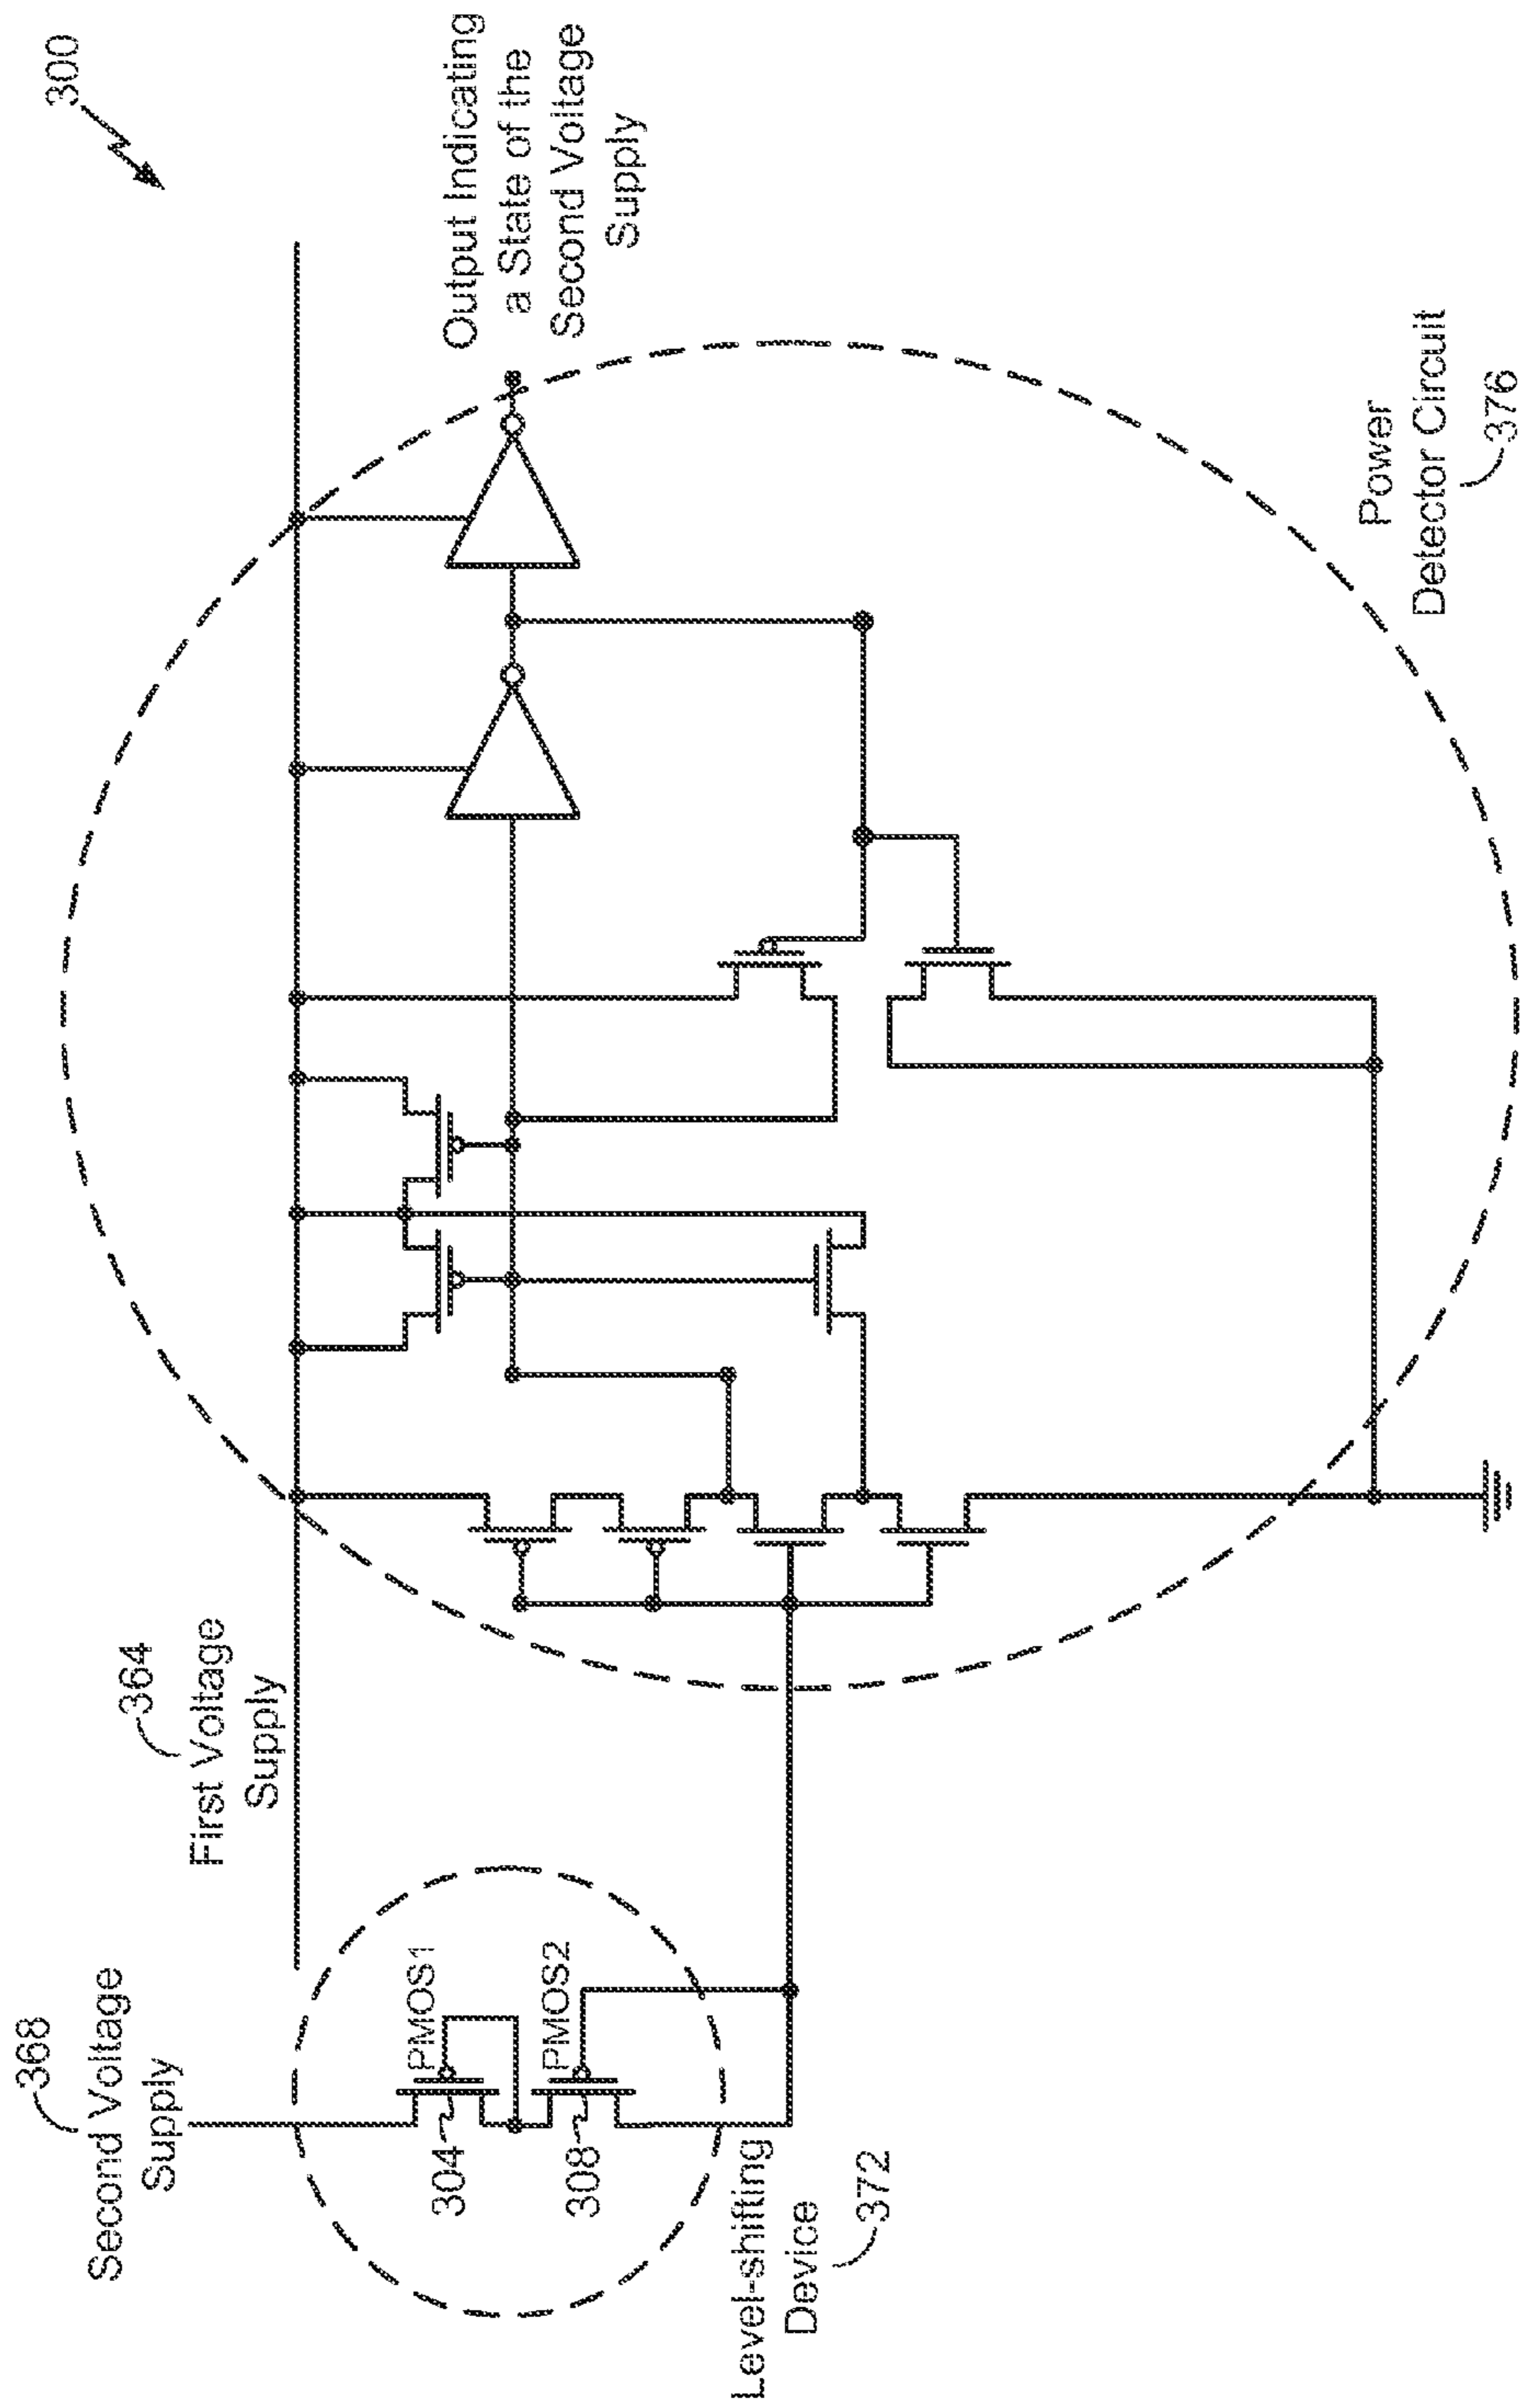 300
368
Second Voltage
Supply
364
First Voltage
Supply
PMOS1
304
PMOS2
308
Level-shifting
Device
372
Output Indicating
a State of the
Second Voltage
Supply
Power
Detector Circuit
376